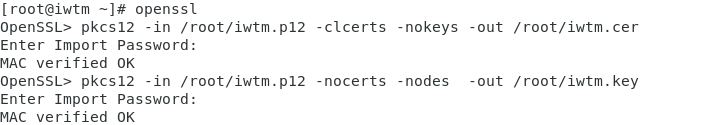 [root@iwtm ~]# openssl
OpenSSL> pkcs12 -in /root/iwtm.p12 -clcerts -nokeys -out /root/iwtm.cer
Enter Import Password:
MAC verified OK
OpenSSL> pkcs12 -in /root/iwtm.p12 -nocerts -nodes  -out /root/iwtm.key
Enter Import Password:
MAC verified OK